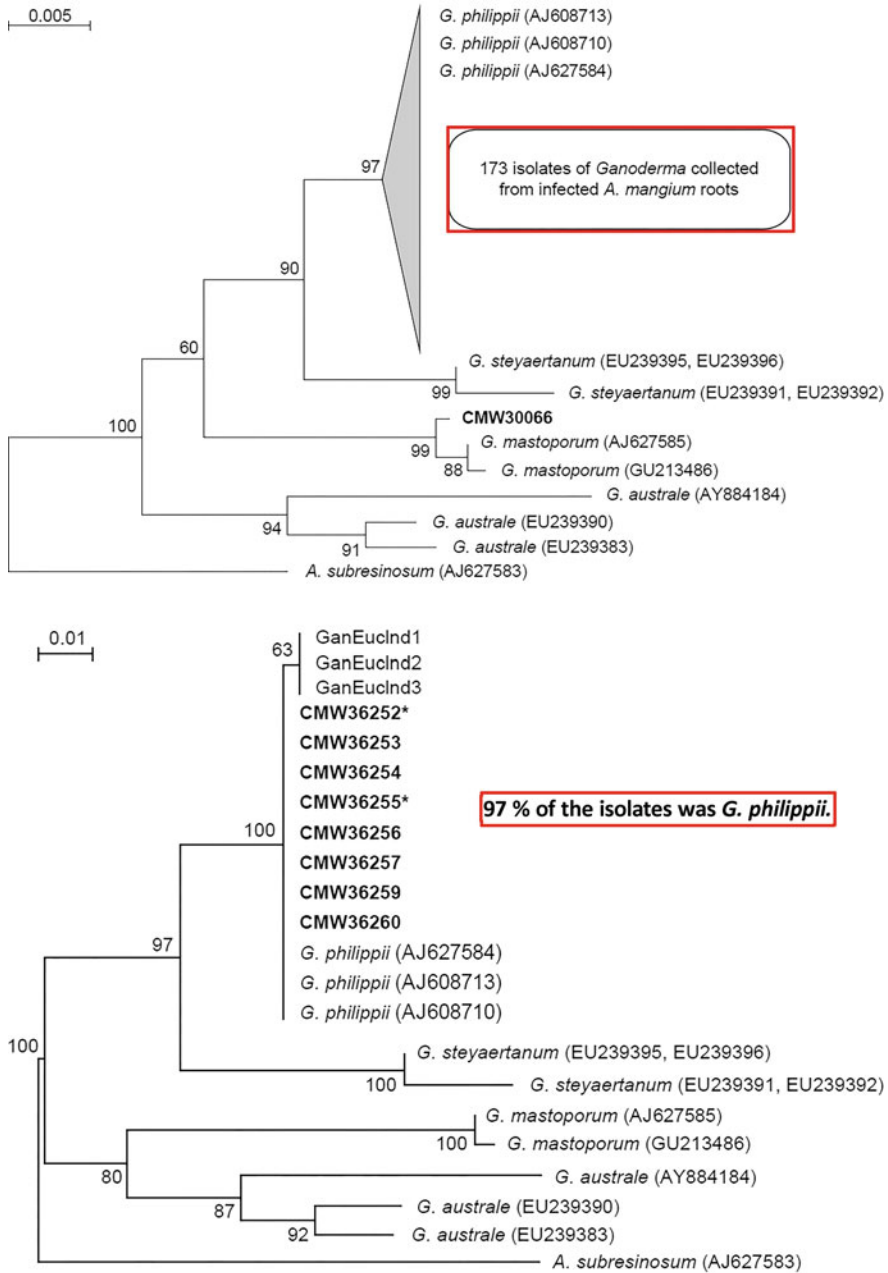 0.005
G. philippii (AJ608713)
G. philippii (AJ608710)
G. philippii (AJ627584)
97
173 isolates of Ganoderma collected
from infected A. mangium roots
90
60
G. steyaertanum (EU239395, EU239396)
99
G. steyaertanum (EU239391, EU239392)
CMW30066
100
99
G. mastoporum (AJ627585)
88
G. mastoporum (GU213486)
G. australe (AY884184)
94
G. australe (EU239390)
91
G. australe (EU239383)
A. subresinosum (AJ627583)
0.01
63
GanEucInd1
GanEucInd2
GanEucInd3
CMW36252*
CMW36253
CMW36254
CMW36255*
97 % of the isolates was G. philippii.
100
CMW36256
CMW36257
CMW36259
CMW36260
97
G. philippii (AJ627584)
G. philippii (AJ608713)
G. philippii (AJ608710)
100
G. steyaertanum (EU239395, EU239396)
100
G. steyaertanum (EU239391, EU239392)
G. mastoporum (AJ627585)
100
G. mastoporum (GU213486)
80
G. australe (AY884184)
87
G. australe (EU239390)
92
G. australe (EU239383)
A. subresinosum (AJ627583)